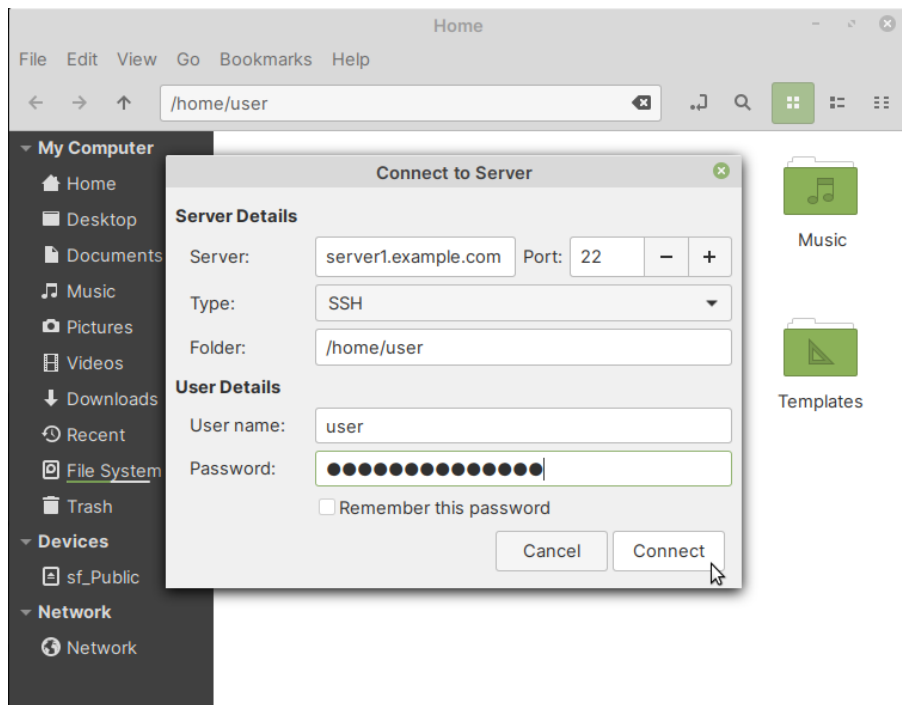 Home
File Edit View Go Bookmarks Help
/home/user
My Computer
Home
Desktop
Documents
Music
Pictures
Videos
Downloads
Recent
File System
Trash
Devices
sf_Public
Network
Network
Connect to Server
Server Details
Server: server1.example.com Port: 22
Type: SSH
Folder: /home/user
User Details
User name: user
Password: ●●●●●●●●●●●●●●
Remember this password
Cancel Connect
Music
Templates